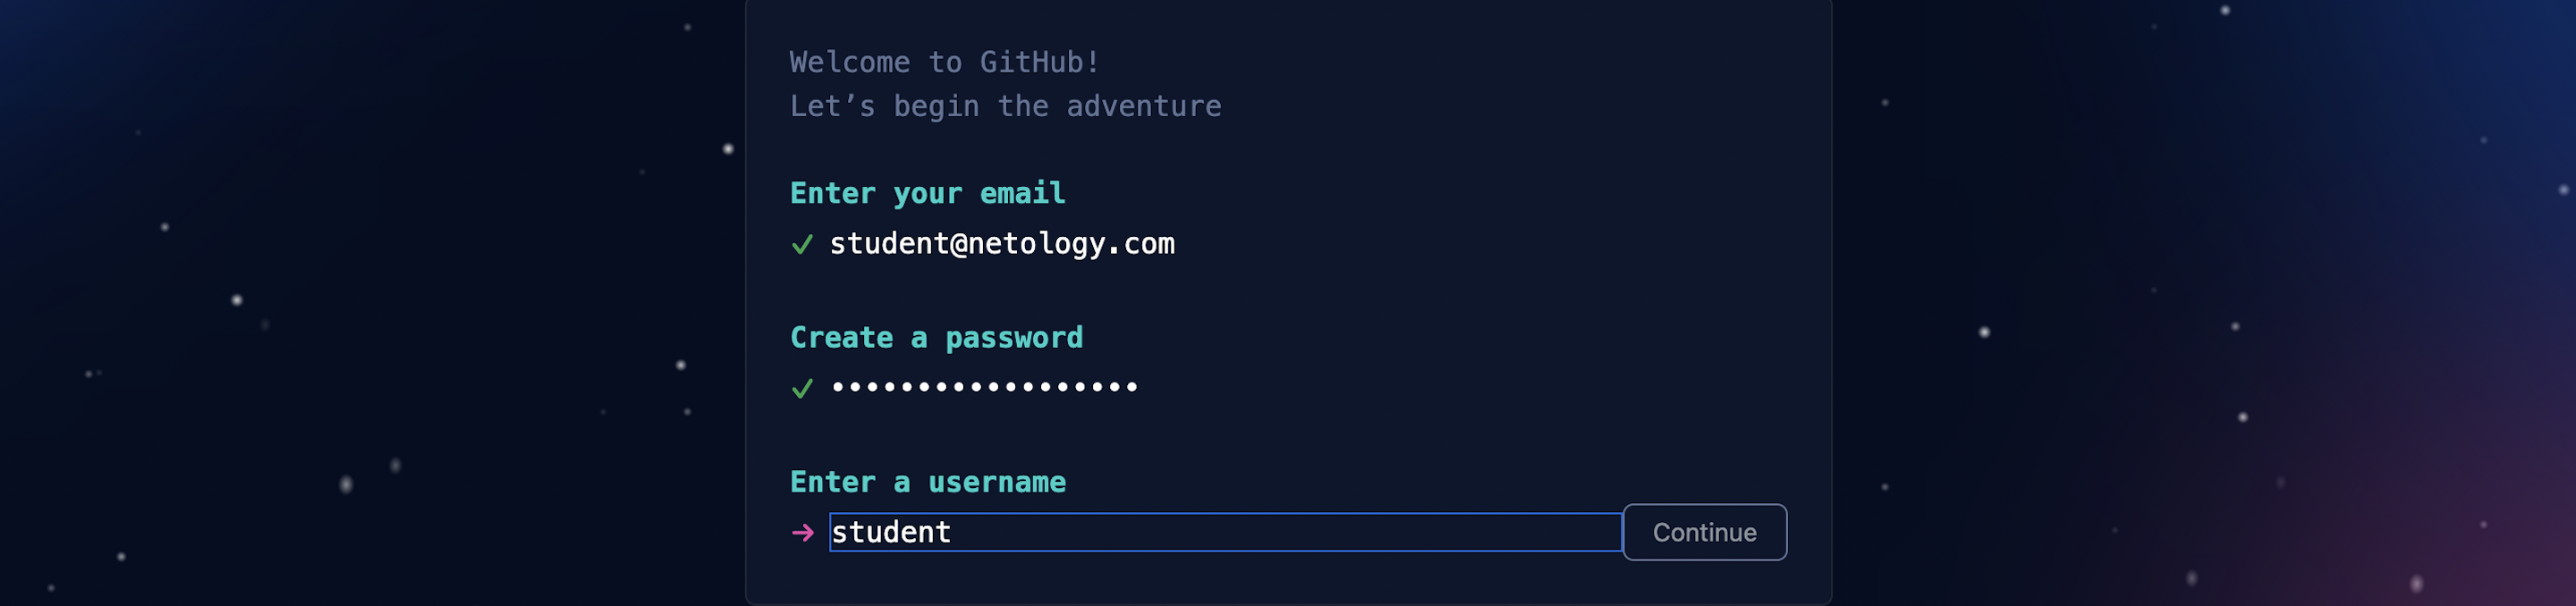 Welcome to GitHub!
Let’s begin the adventure
Enter your email
✓ student@netology.com
Create a password
✓ ••••••••••••••••••
Enter a username
→ student Continue